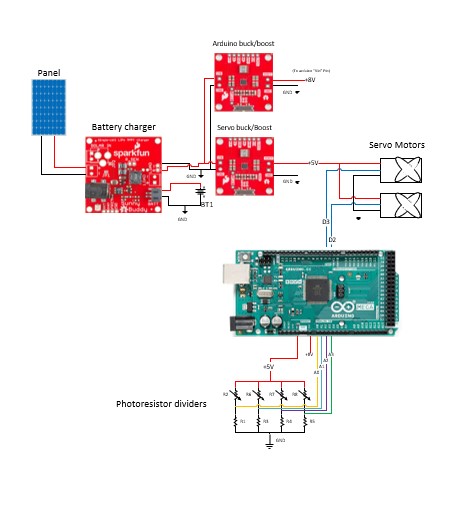 Arduino buck/boost
(To arduino "Vin" Pin)
+8V
GND
Panel
Battery charger
Servo buck/Boost
sparkfun
Sunny
Buddy
GND
BT1
GND
+5V
GND
Servo Motors
D3
D2
ARDUINO
MEGA
+5V
+8V
A0
A1
A2
A3
Photoresistor dividers
R2
R6
R7
R8
R1
R3
R4
R5
GND